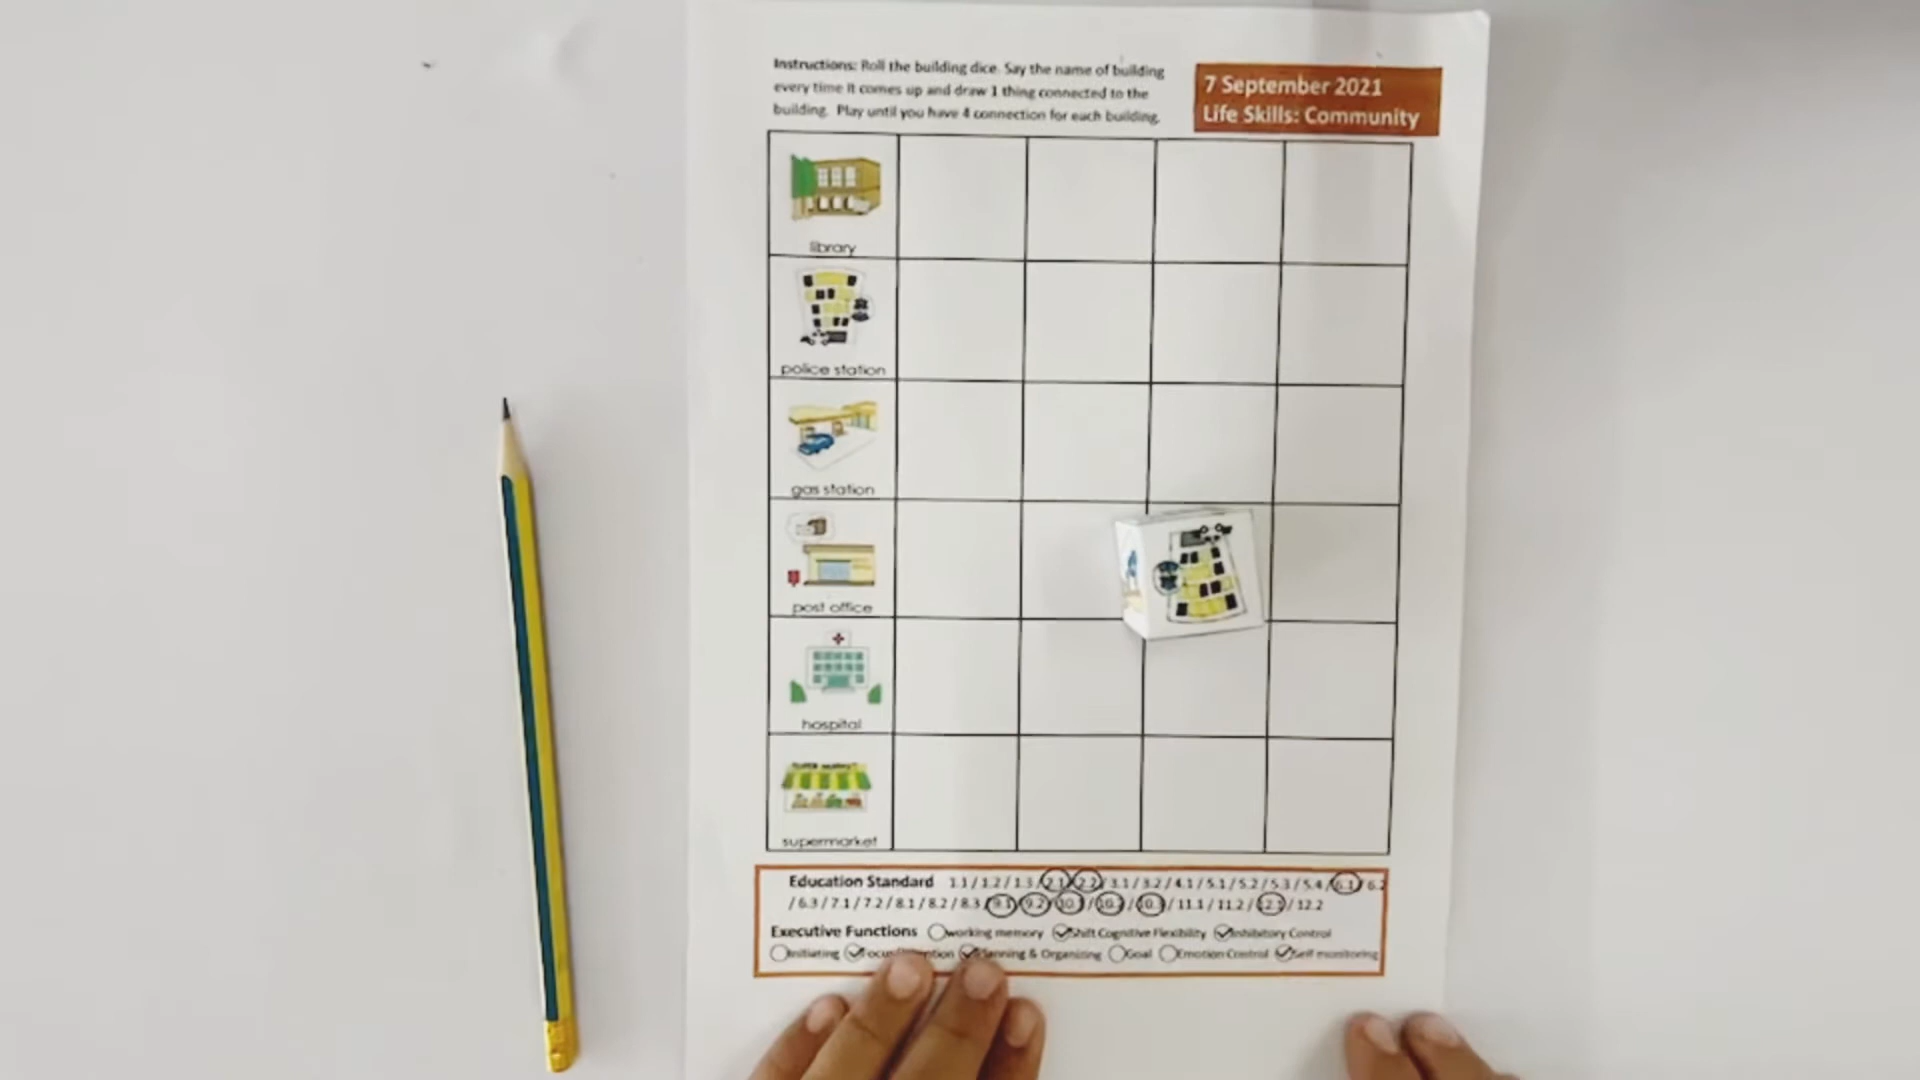 Instructions: Roll the building dice. Say the name of building
every time it comes up and draw 1 thing connected to the
building. Play until you have 4 connection for each building.
7 September 2021
Life Skills: Community
library
police station
gas station
post office
hospital
SUPER MARKET
supermarket
Education Standard 1.1 / 1.2 / 1.3 / 2.1 / 2.2 / 3.1 / 3.2 / 4.1 / 5.1 / 5.2 / 5.3 / 5.4 / 6.1 / 6.2
/ 6.3 / 7.1 / 7.2 / 8.1 / 8.2 / 8.3 / 9.1 / 9.2 / 10.1 / 10.2 / 10.3 / 11.1 / 11.2 / 12.1 / 12.2
Executive Functions working memory Shift Cognitive Flexibility Inhibitory Control
Initiating Focus Planning & Organizing Goal Emotion Control Self monitoring